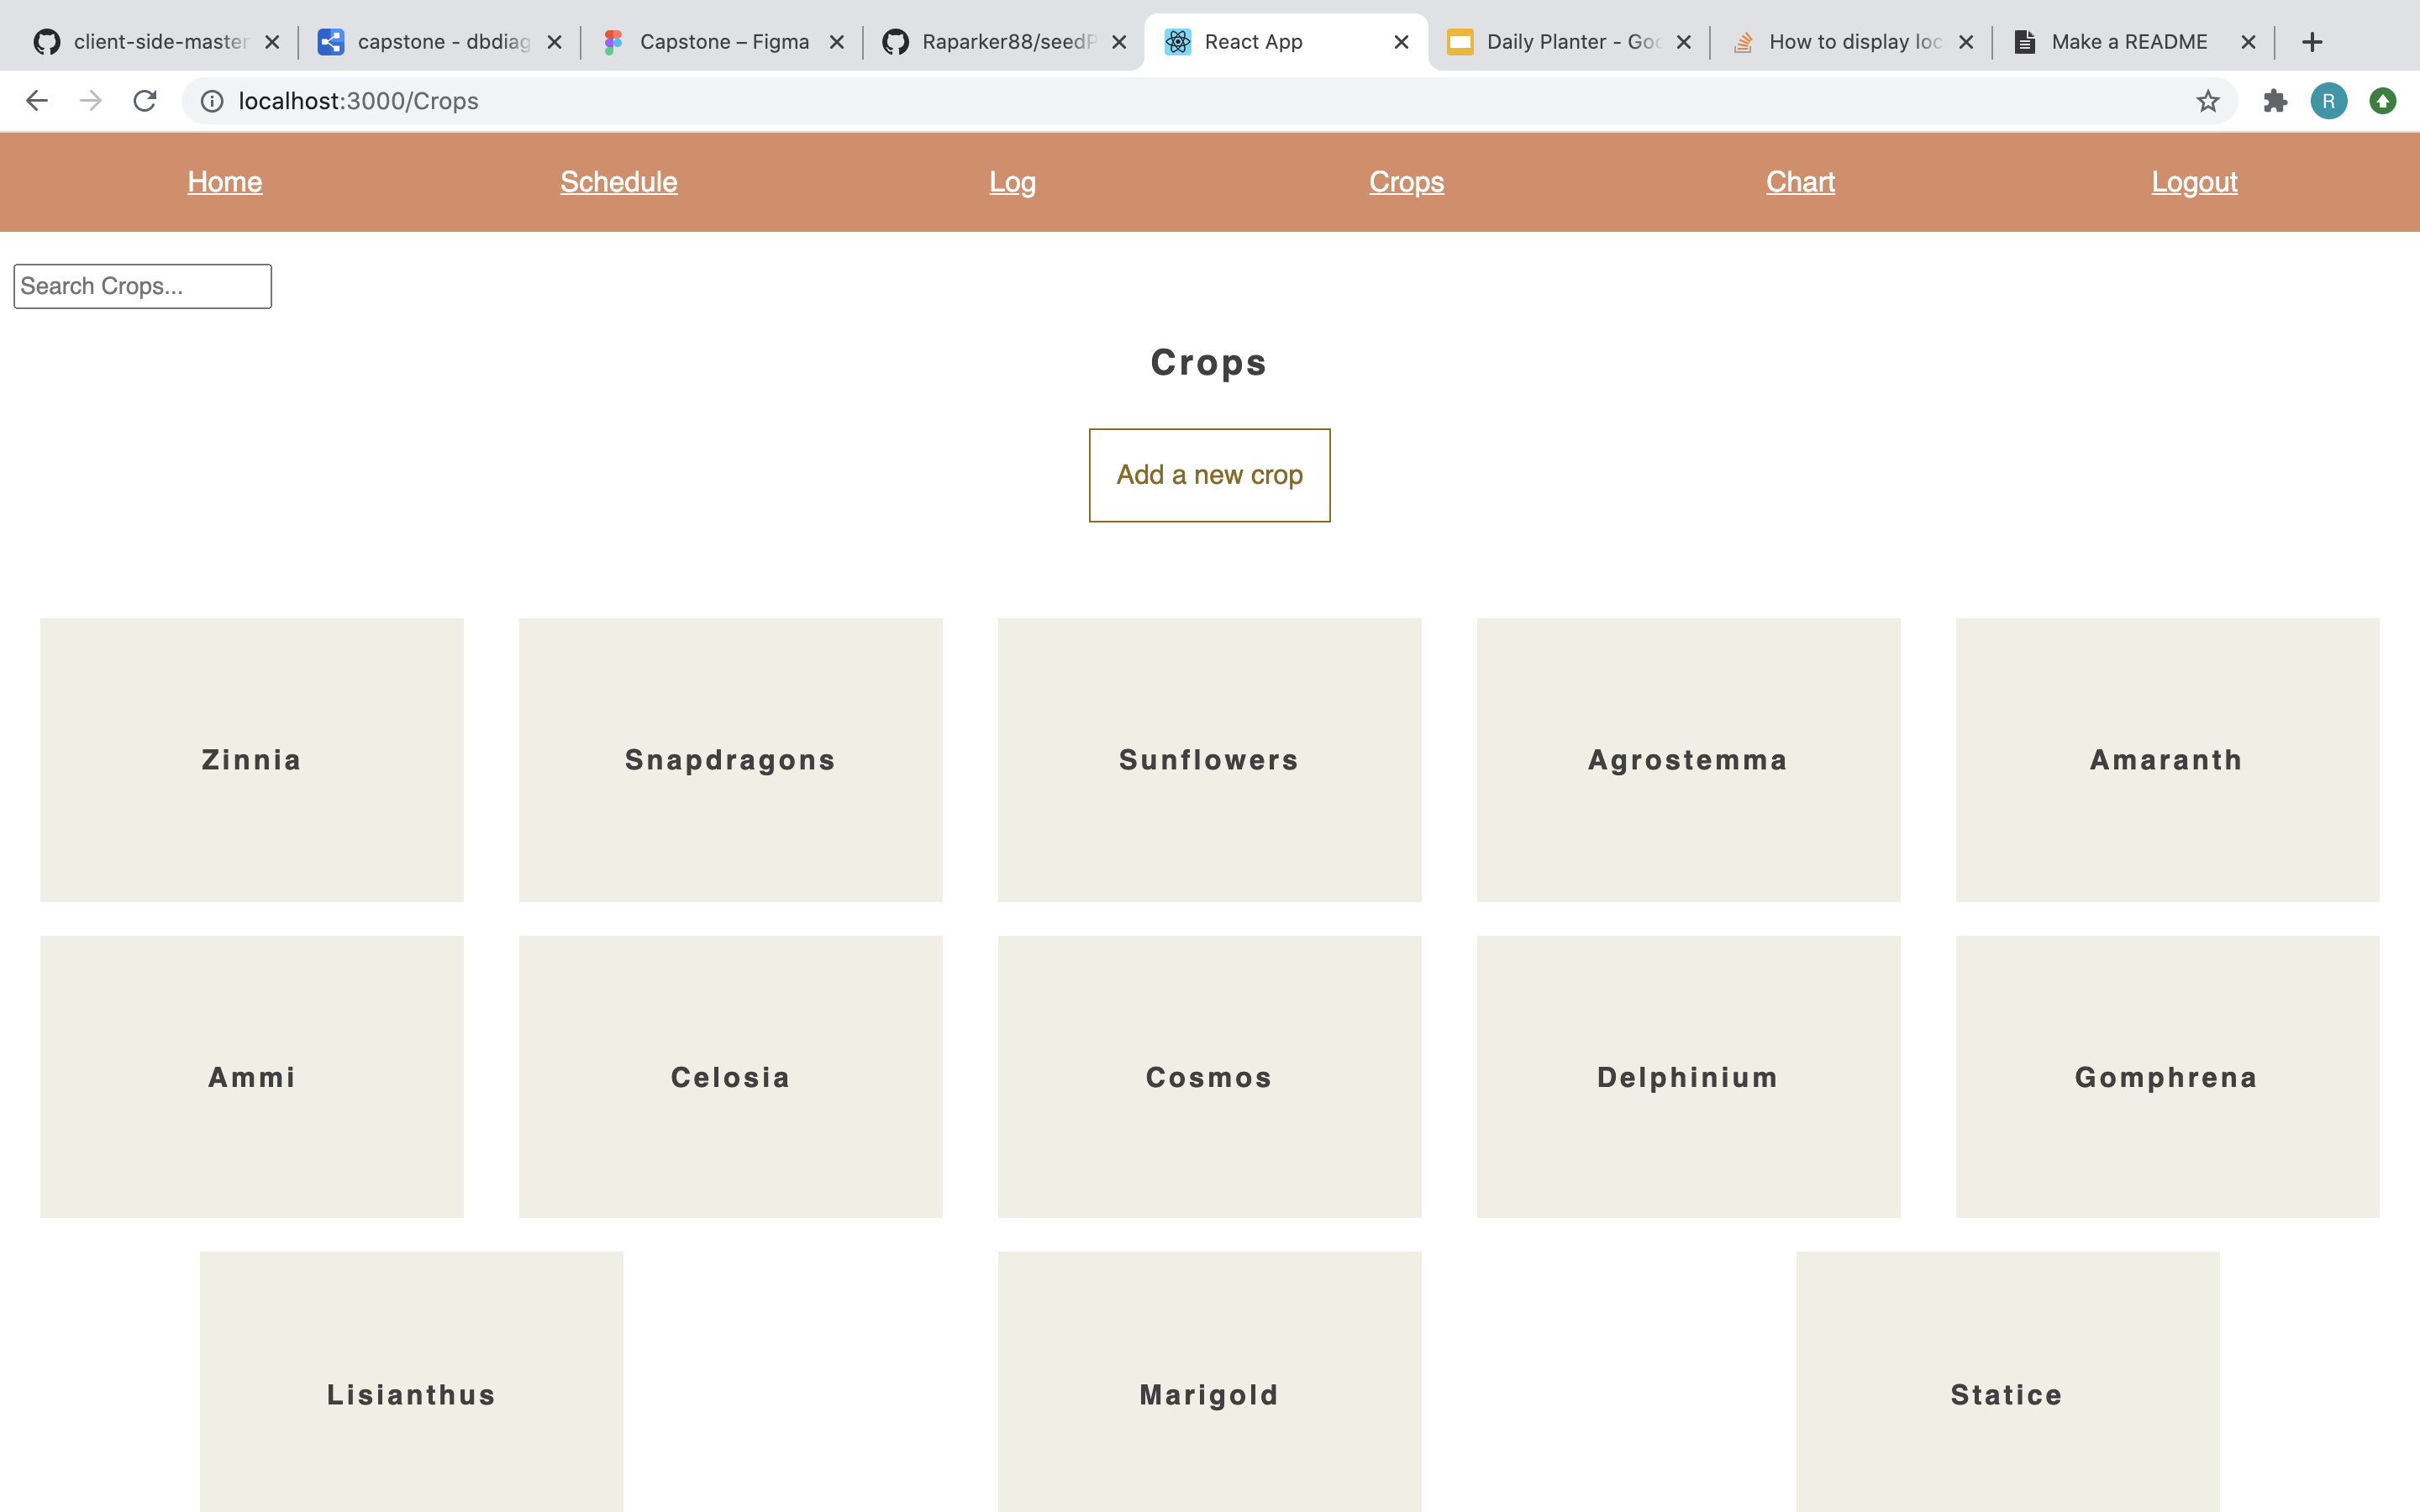 client-side-master
capstone - dbdiag
Capstone – Figma
Raparker88/seedP
React App
Daily Planter - Goo
How to display loc
Make a README
localhost:3000/Crops
R
Home
Schedule
Log
Crops
Chart
Logout
Search Crops...
Crops
Add a new crop
Zinnia
Snapdragons
Sunflowers
Agrostemma
Amaranth
Ammi
Celosia
Cosmos
Delphinium
Gomphrena
Lisianthus
Marigold
Statice